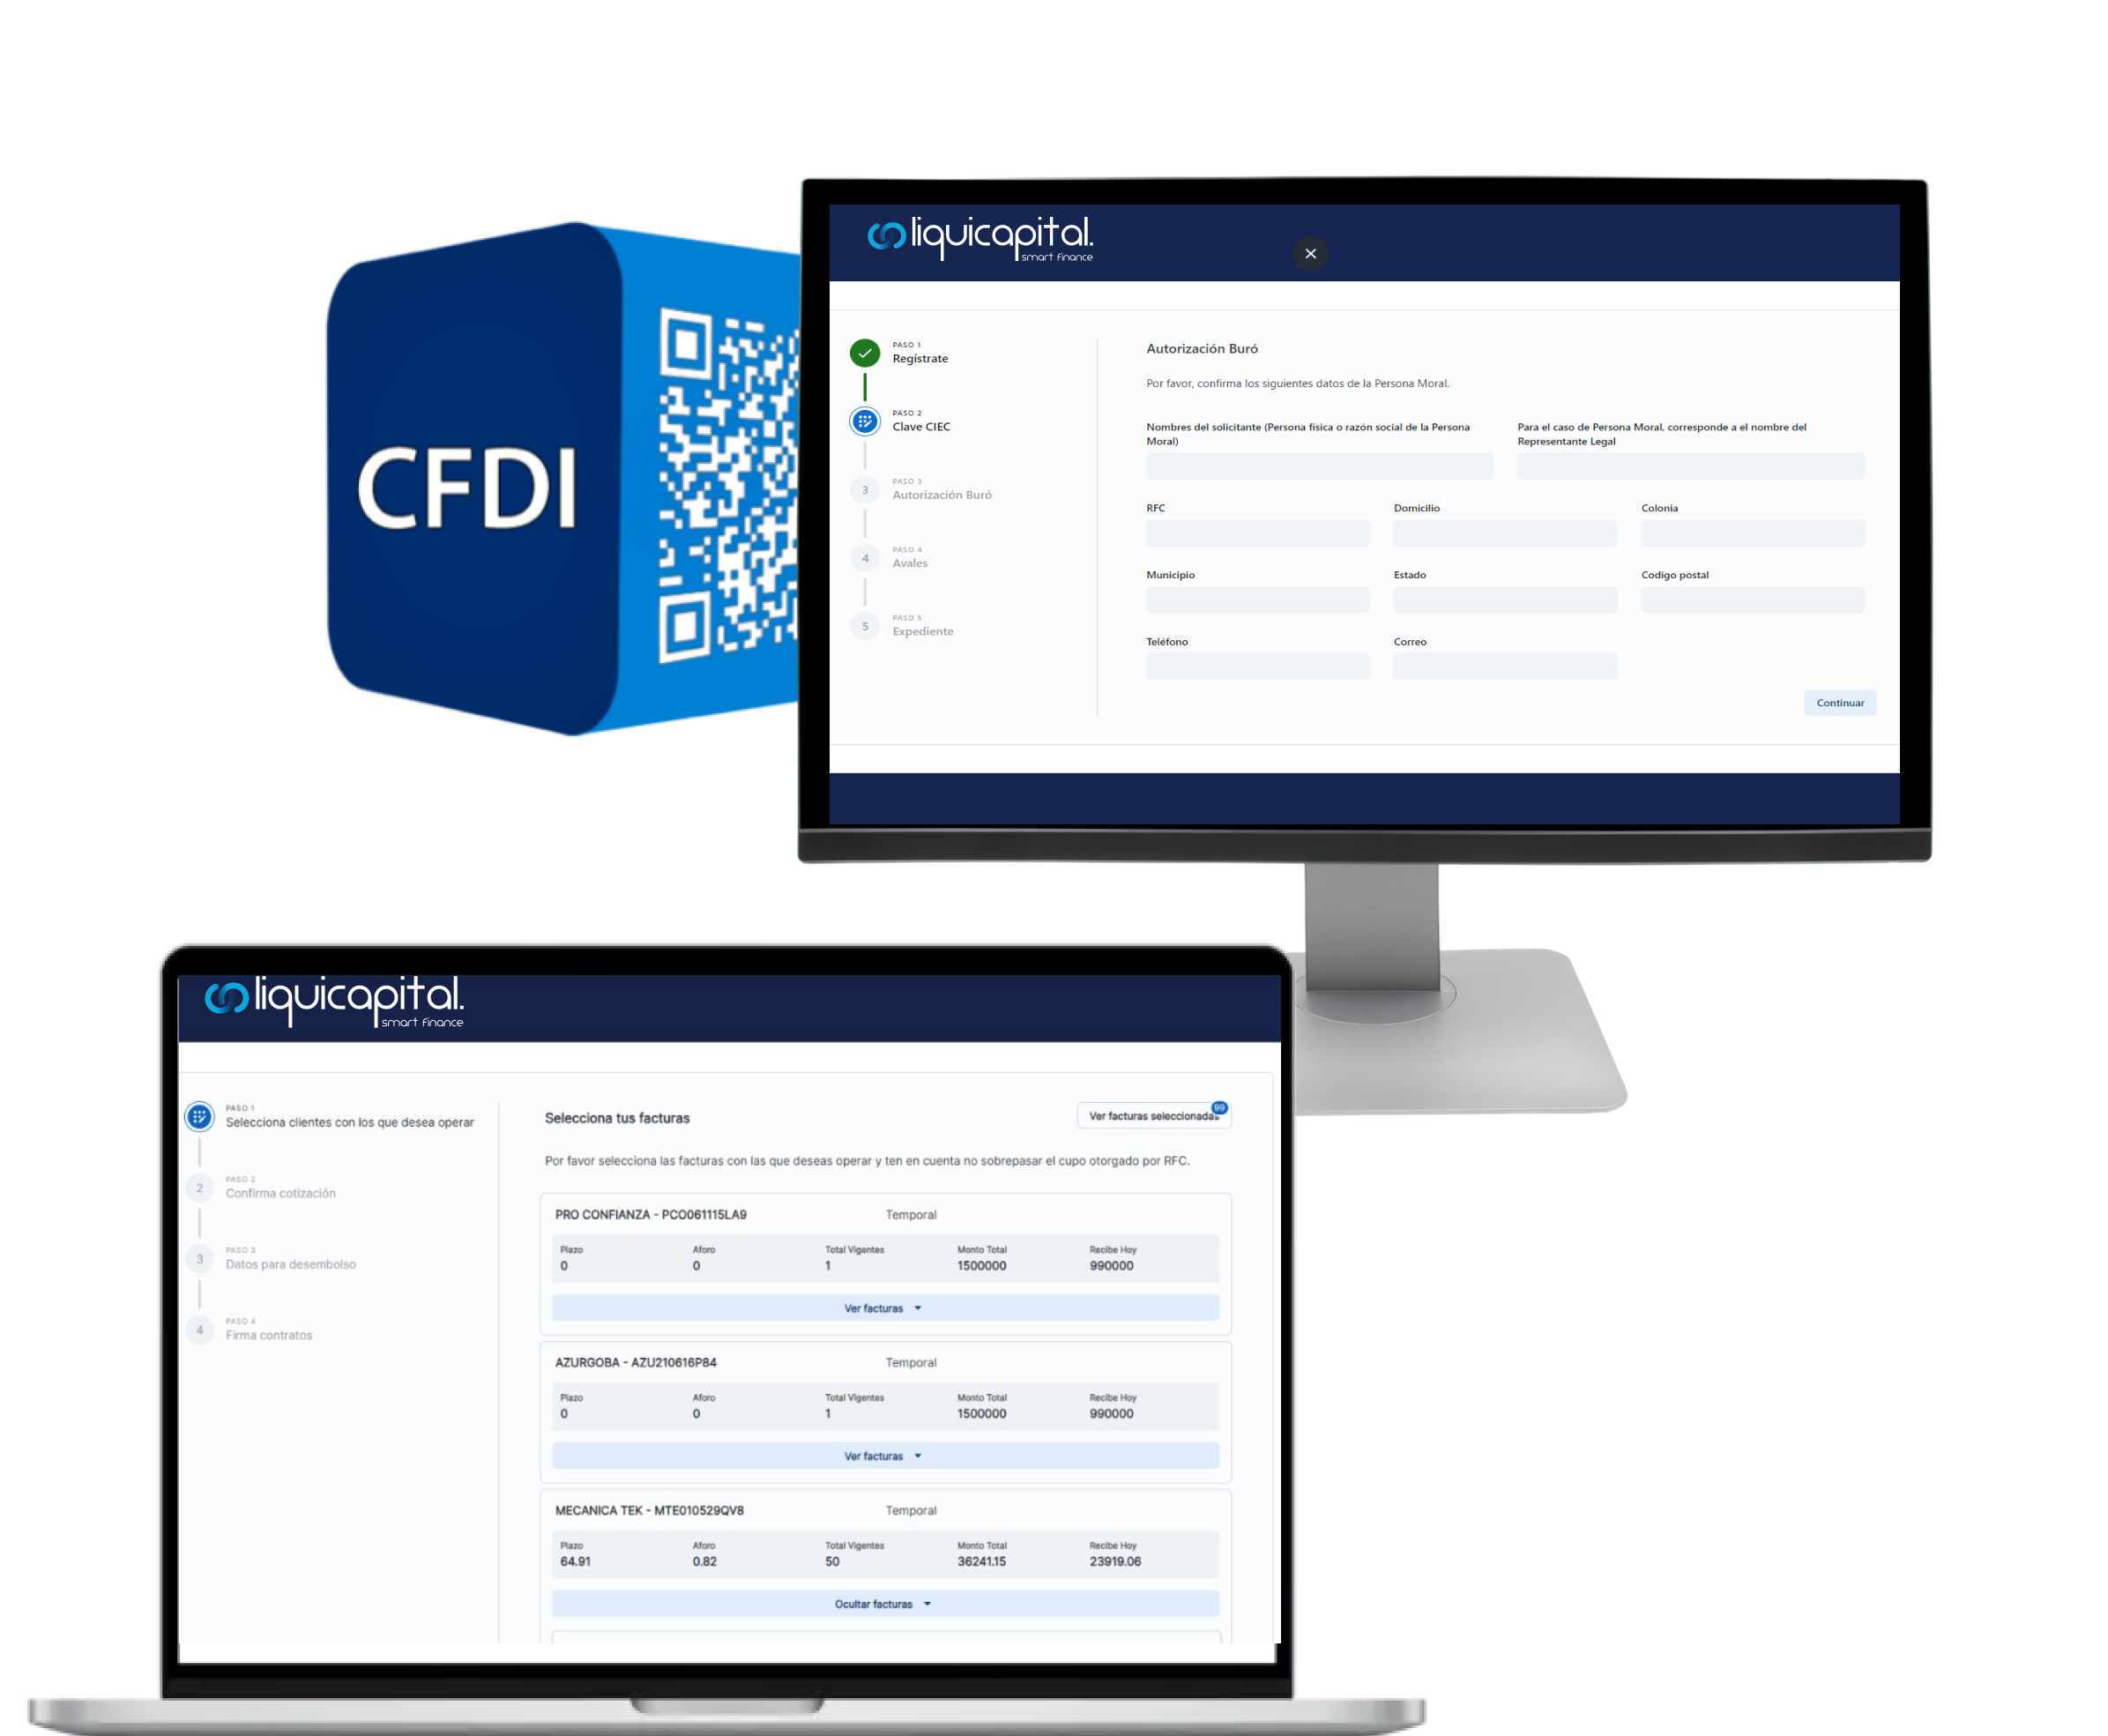 CFDI
liquicapital.
smart finance
PASO 1
Regístrate
PASO 2
Clave CIEC
3
PASO 3
Autorización Buró
4
PASO 4
Avales
5
PASO 5
Expediente
Autorización Buró
Por favor, confirma los siguientes datos de la Persona Moral.
Nombres del solicitante (Persona fisica o razón social de la Persona
Moral)
Para el caso de Persona Moral, corresponde a el nombre del
Representante Legal
RFC Domicilio Colonia
Municipio Estado Codigo postal
Teléfono Correo
Continuar
liquicapital.
smart finance
PASO 1
Selecciona clientes con los que desea operar
2
PASO 2
Confirma cotización
3
PASO 3
Datos para desembolso
4
PASO 4
Firma contratos
Selecciona tus facturas
Ver facturas seleccionadas
99
Por favor selecciona las facturas con las que deseas operar y ten en cuenta no sobrepasar el cupo otorgado por RFC.
PRO CONFIANZA - PCO061115LA9 Temporal
Plazo Aforo Total Vigentes Monto Total Recibe Hoy
0 0 1 1500000 990000
Ver facturas
AZURGOBA - AZU210616P84 Temporal
Plazo Aforo Total Vigentes Monto Total Recibe Hoy
0 0 1 1500000 990000
Ver facturas
MECANICA TEK - MTE010529QV8 Temporal
Plazo Aforo Total Vigentes Monto Total Recibe Hoy
64.91 0.82 50 36241.15 23919.06
Ocultar facturas